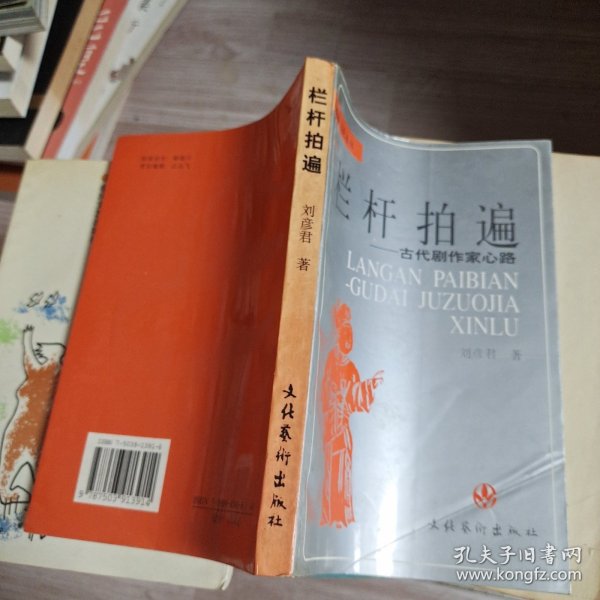 栏杆拍遍
刘彦君 著
文化艺术出版社
栏杆拍遍
——古代剧作家心路
LANGAN PAIBIAN
-GUDAI JUZUOJIA
XINLU
刘彦君 著
文化艺术出版社
孔夫子旧书网
www.kongfz.com